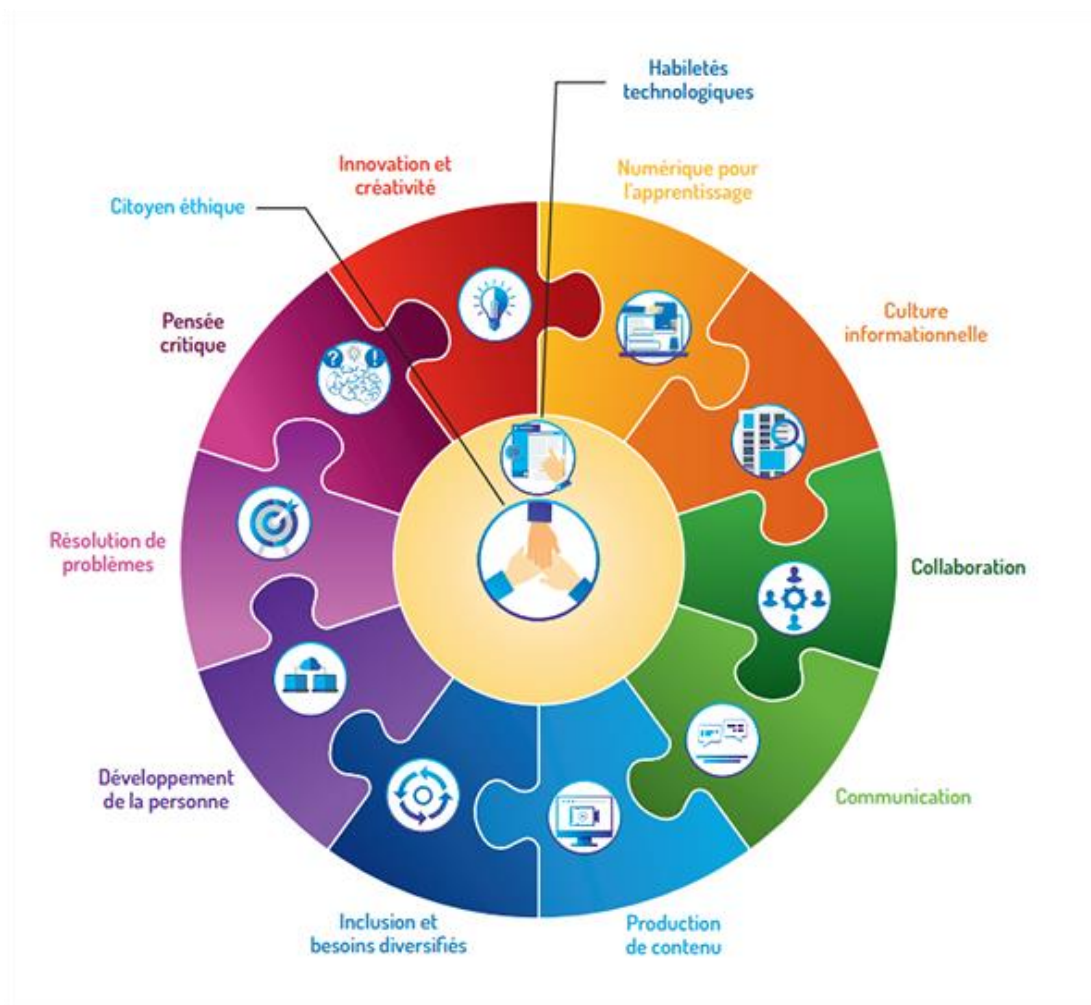 Habiletés
technologiques
Innovation et
créativité
Numérique pour
l'apprentissage
Citoyen éthique
Culture
informationnelle
Pensée
critique
Résolution de
problèmes
Collaboration
Développement
de la personne
Communication
Inclusion et
besoins diversifiés
Production
de contenu
? !